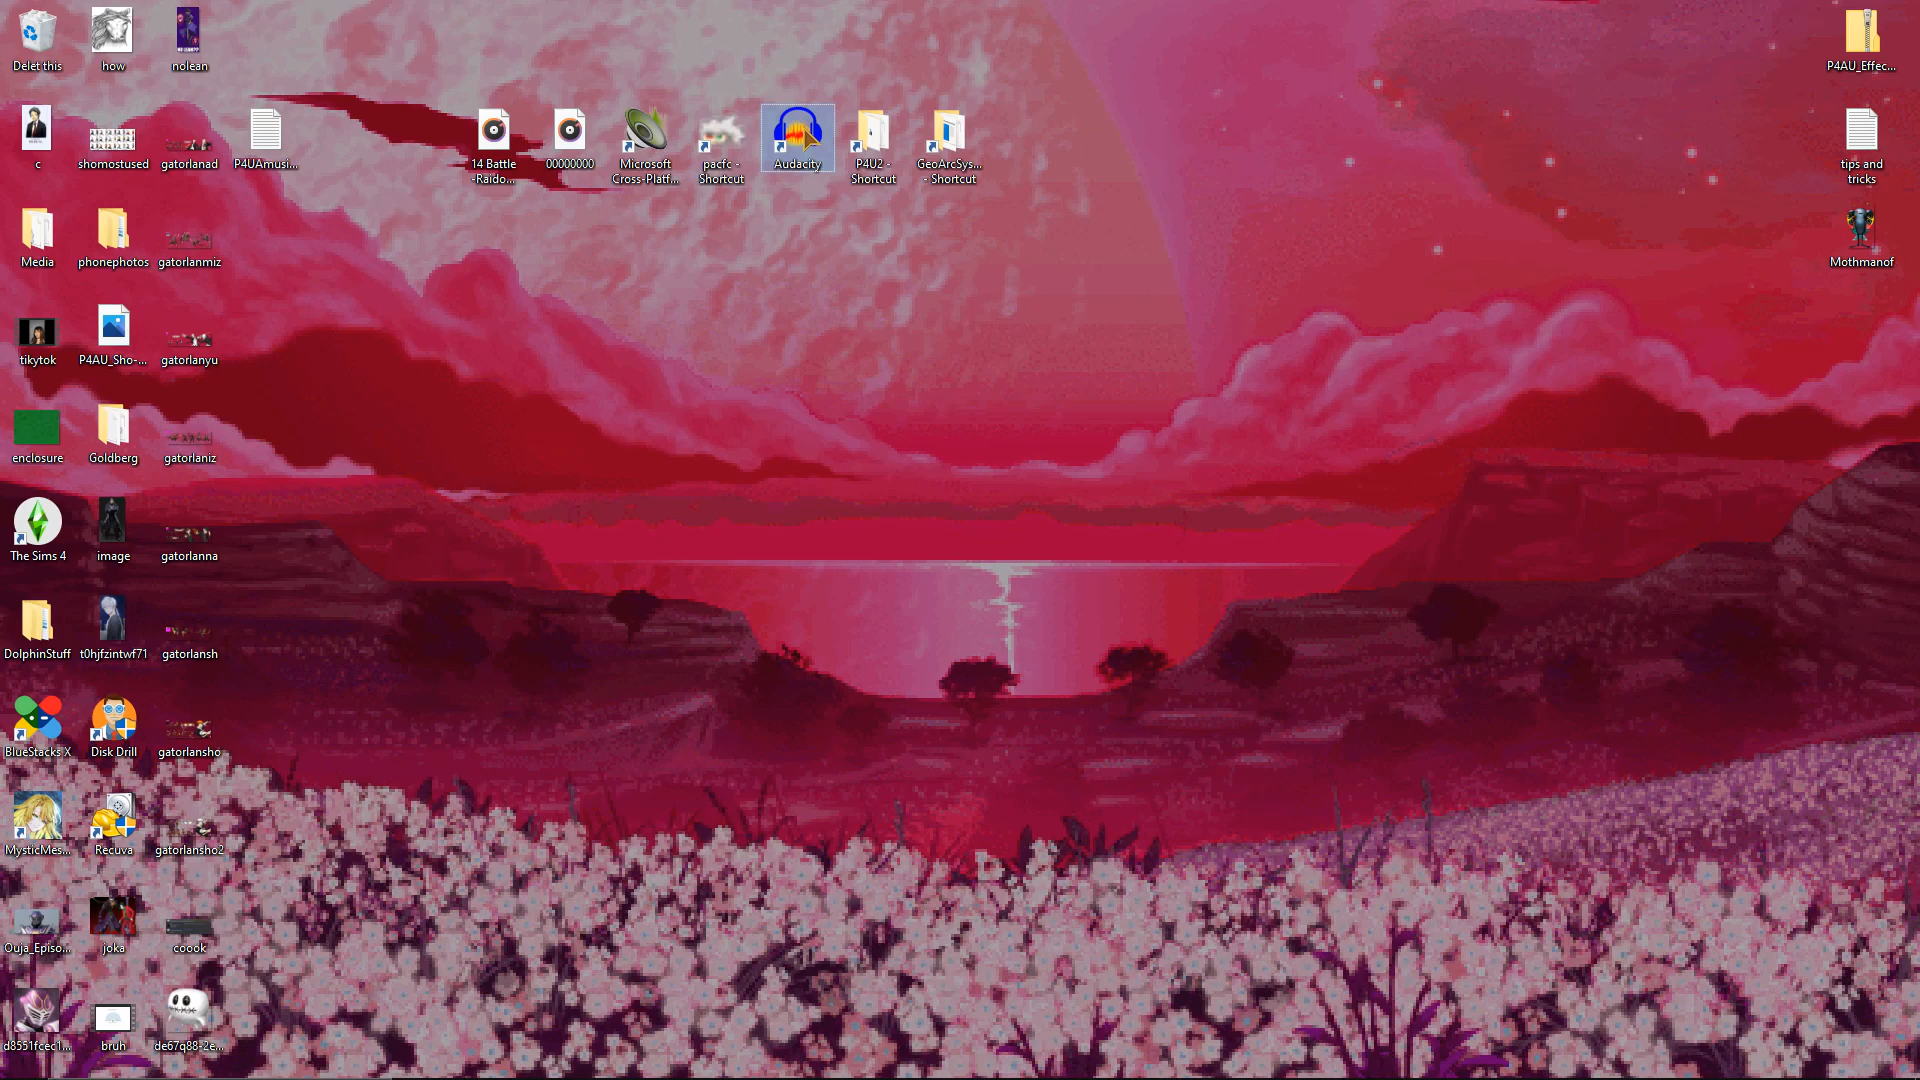 Delet this
how
nolean
P4AU_Effec...
c
shomostused
gatorlanad
P4UAmusi...
14 Battle
-Raido...
00000000
Microsoft
Cross-Platf...
pacfc -
Shortcut
Audacity
P4U2 -
Shortcut
GeoArcSys...
- Shortcut
tips and
tricks
Media
phonephotos
gatorlanmiz
Mothmanof
tikytok
P4AU_Sho-...
gatorlanyu
enclosure
Goldberg
gatorlaniz
The Sims 4
image
gatorlanna
DolphinStuff
t0hjfzintwf71
gatorlansh
BlueStacks X
Disk Drill
gatorlansho
MysticMes...
Recuva
gatorlansho2
Ouja_Episo...
joka
coook
d8551fcec1...
bruh
de67q88-2e...